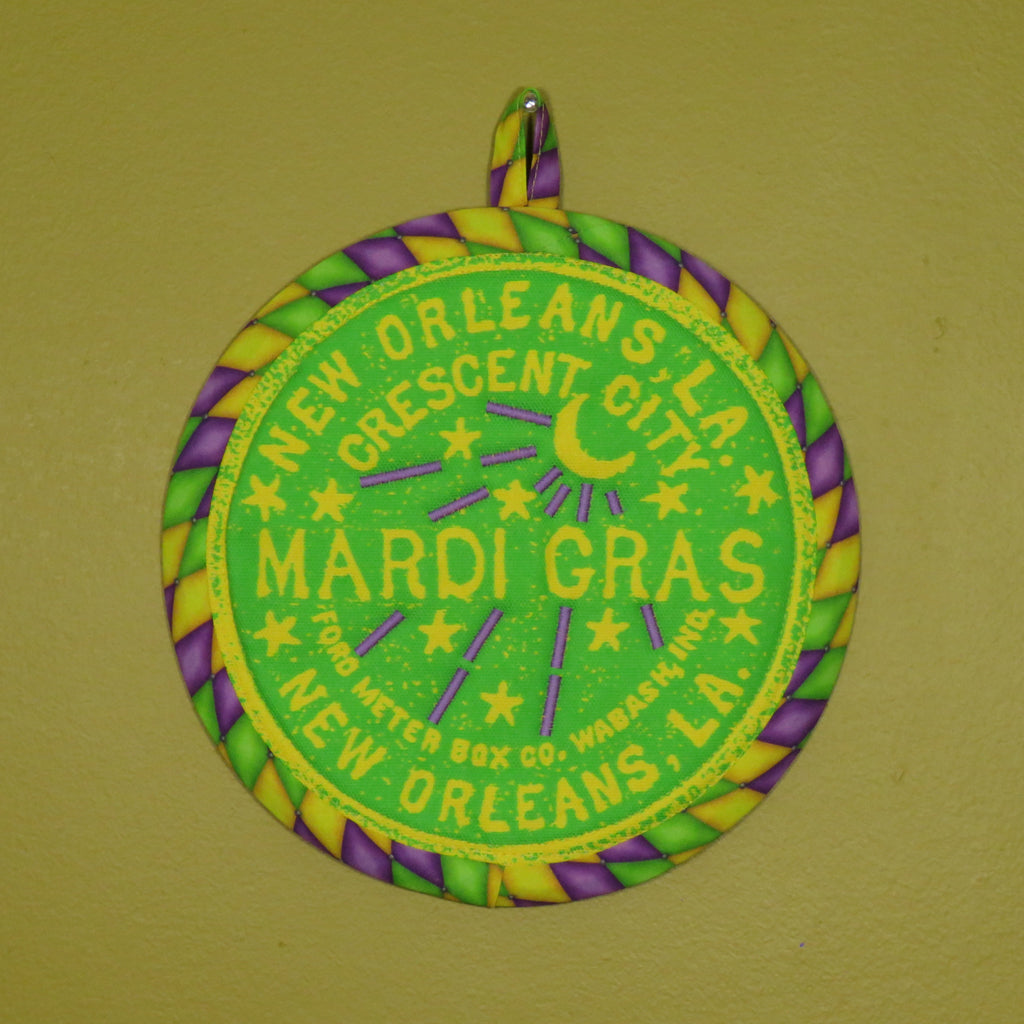 NEW ORLEANS, LA.
CRESCENT CITY
MARDI GRAS
FORD METER BOX CO. WABASH, IND.
NEW ORLEANS, LA.